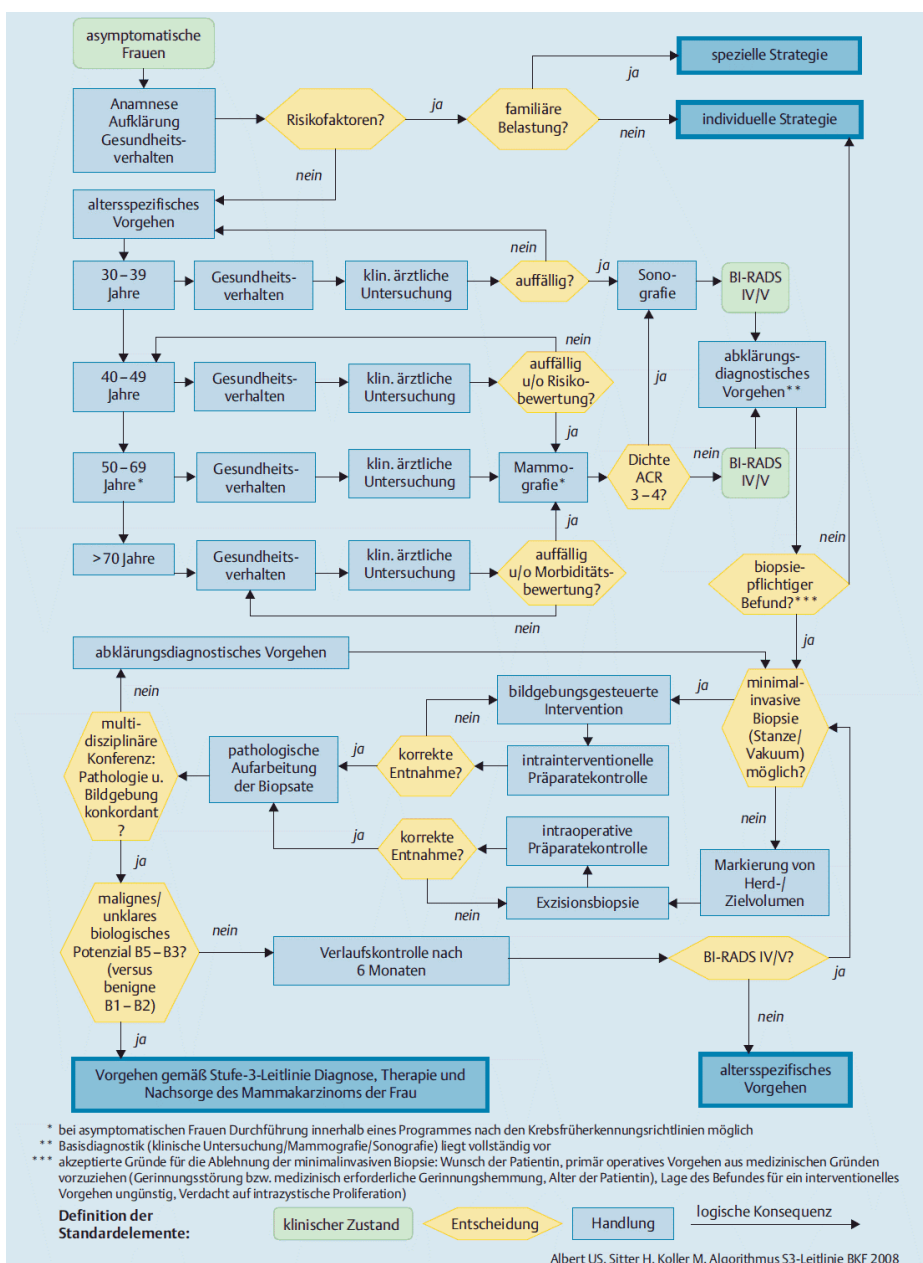 asymptomatische
Frauen
spezielle Strategie
ja
Anamnese
Aufklärung
Gesundheits-
verhalten
Risikofaktoren?
ja
familiäre
Belastung?
nein
individuelle Strategie
nein
altersspezifisches
Vorgehen
nein
30–39
Jahre
Gesundheits-
verhalten
klin. ärztliche
Untersuchung
auffällig?
ja
Sono-
grafie
BI-RADS
IV/V
nein
40–49
Jahre
Gesundheits-
verhalten
klin. ärztliche
Untersuchung
auffällig
u/o Risiko-
bewertung?
ja
abklärungs-
diagnostisches
Vorgehen**
ja
50–69
Jahre*
Gesundheits-
verhalten
klin. ärztliche
Untersuchung
Mammo-
grafie*
Dichte
ACR
3–4?
nein
BI-RADS
IV/V
ja
nein
>70 Jahre
Gesundheits-
verhalten
klin. ärztliche
Untersuchung
auffällig
u/o Morbiditäts-
bewertung?
nein
biopsie-
pflichtiger
Befund?***
ja
abklärungsdiagnostisches Vorgehen
nein
bildgebungsgesteuerte
Intervention
ja
minimal-
invasive
Biopsie
(Stanze/
Vakuum)
möglich?
nein
multi-
disziplinäre
Konferenz:
Pathologie u.
Bildgebung
konkordant
?
pathologische
Aufarbeitung
der Biopsate
ja
korrekte
Entnahme?
intrainterventionelle
Präparatekontrolle
nein
ja
korrekte
Entnahme?
intraoperative
Präparatekontrolle
Markierung von
Herd-/
Zielvolumen
ja
nein
Exzisionsbiopsie
malignes/
unklares
biologisches
Potenzial B5–B3?
(versus
benigne
B1–B2)
nein
Verlaufskontrolle nach
6 Monaten
BI-RADS IV/V?
ja
nein
ja
Vorgehen gemäß Stufe-3-Leitlinie Diagnose, Therapie und
Nachsorge des Mammakarzinoms der Frau
altersspezifisches
Vorgehen
* bei asymptomatischen Frauen Durchführung innerhalb eines Programmes nach den Krebsfrüherkennungsrichtlinien möglich
** Basisdiagnostik (klinische Untersuchung/Mammografie/Sonografie) liegt vollständig vor
*** akzeptierte Gründe für die Ablehnung der minimalinvasiven Biopsie: Wunsch der Patientin, primär operatives Vorgehen aus medizinischen Gründen
vorzuziehen (Gerinnungsstörung bzw. medizinisch erforderliche Gerinnungshemmung, Alter der Patientin), Lage des Befundes für ein interventionelles
Vorgehen ungünstig, Verdacht auf intrazystische Proliferation)
Definition der
Standardelemente:
klinischer Zustand
Entscheidung
Handlung
logische Konsequenz
Albert US, Sitter H, Koller M, Algorithmus S3-Leitlinie BKF 2008